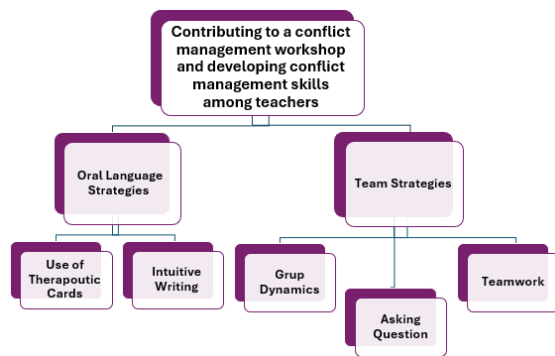 Contributing to a conflict
management workshop
and developing conflict
management skills
among teachers
Oral Language
Strategies
Team Strategies
Use of
Therapoutic
Cards
Intuitive
Writing
Grup
Dynamics
Asking
Question
Teamwork